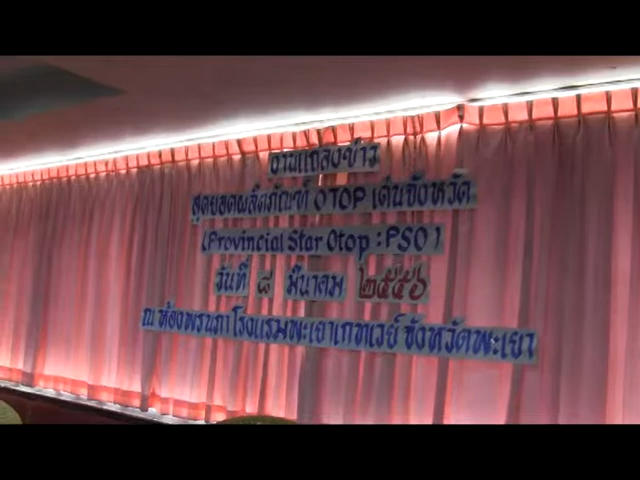 งานแถลงข่าว
สุดยอดผลิตภัณฑ์ OTOP เด่นจังหวัด
(Provincial Star Otop : PSO)
วันที่ ๘ มีนาคม ๒๕๕๖
ณ ห้องพรนภา โรงแรมพะเยาเกทเวย์ จังหวัดพะเยา